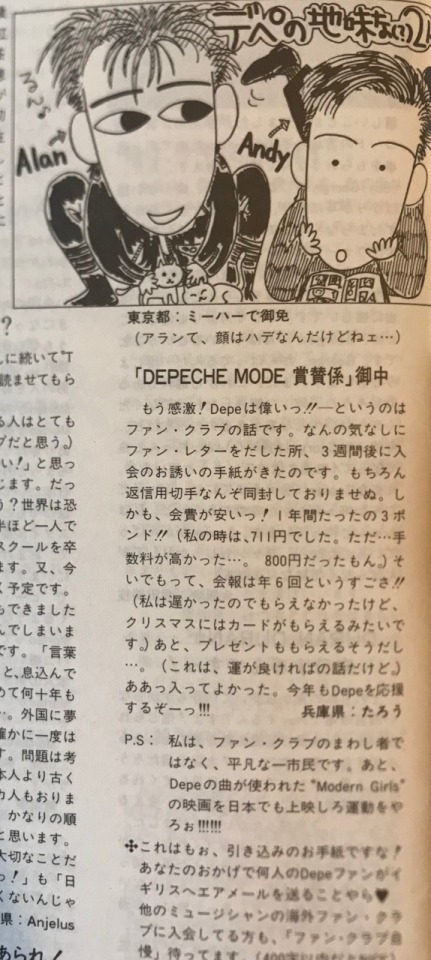 デペの地味な(?)2人
るん♪
Alan
Andy
東京都:ミーハーで御免
(アランて、顔はハデなんだけどねェ…)
「DEPECHE MODE 賞賛係」御中
もう感激!Depeは偉いっ!!―というのは
ファン・クラブの話です。なんの気なしに
ファン・レターをだした所、3週間後に入
会のお誘いの手紙がきたのです。もちろん
返信用切手なんぞ同封しておりませぬ。し
かも、会費が安いっ!1年間たったの3ポ
ンド!!(私の時は、711円でした。ただ…手
数料が高かった…。800円だったもん。)そ
いでもって、会報は年6回というすごさ!!
(私は遅かったのでもらえなかったけど、
クリスマスにはカードがもらえるみたいで
す。)あと、プレゼントももらえるそうだし
…。(これは、運が良ければの話だけど。)
ああっ入ってよかった。今年もDepeを応援
するぞーっ!!!
兵庫県:たろう
P.S: 私は、ファン・クラブのまわし者で
はなく、平凡な一市民です。あと、
Depeの曲が使われた"Modern Girls"
の映画を日本でも上映しろ運動をや
ろぉ!!!!!!
✣これはもぉ、引き込みのお手紙ですな!
あなたのおかげで何人のDepeファンがイ
ギリスへエアメールを送ることやら♥
他のミュージシャンの海外ファン・クラ
ブに入会してる方も、「ファン・クラブ自
慢」待ってます。(400字以内だと
?
んに続いて"T
読ませてもら
る人はとても
ブだと思う。)
い!」と思っ
じます。だっ
う?世界は恐
半ほど一人で
スクールを卒
ます。又、今
く予定です。
もできました
んでしまいま
です。「言葉
と、息込んで
めて何十年も
…。外国に夢
確かに一度は
す。問題は考
本人より古く
カ人もおりま
かなりの順
と思います。
大切なことだ
っ!」も「日
くないんじゃ
県:Anjelus
あられ!